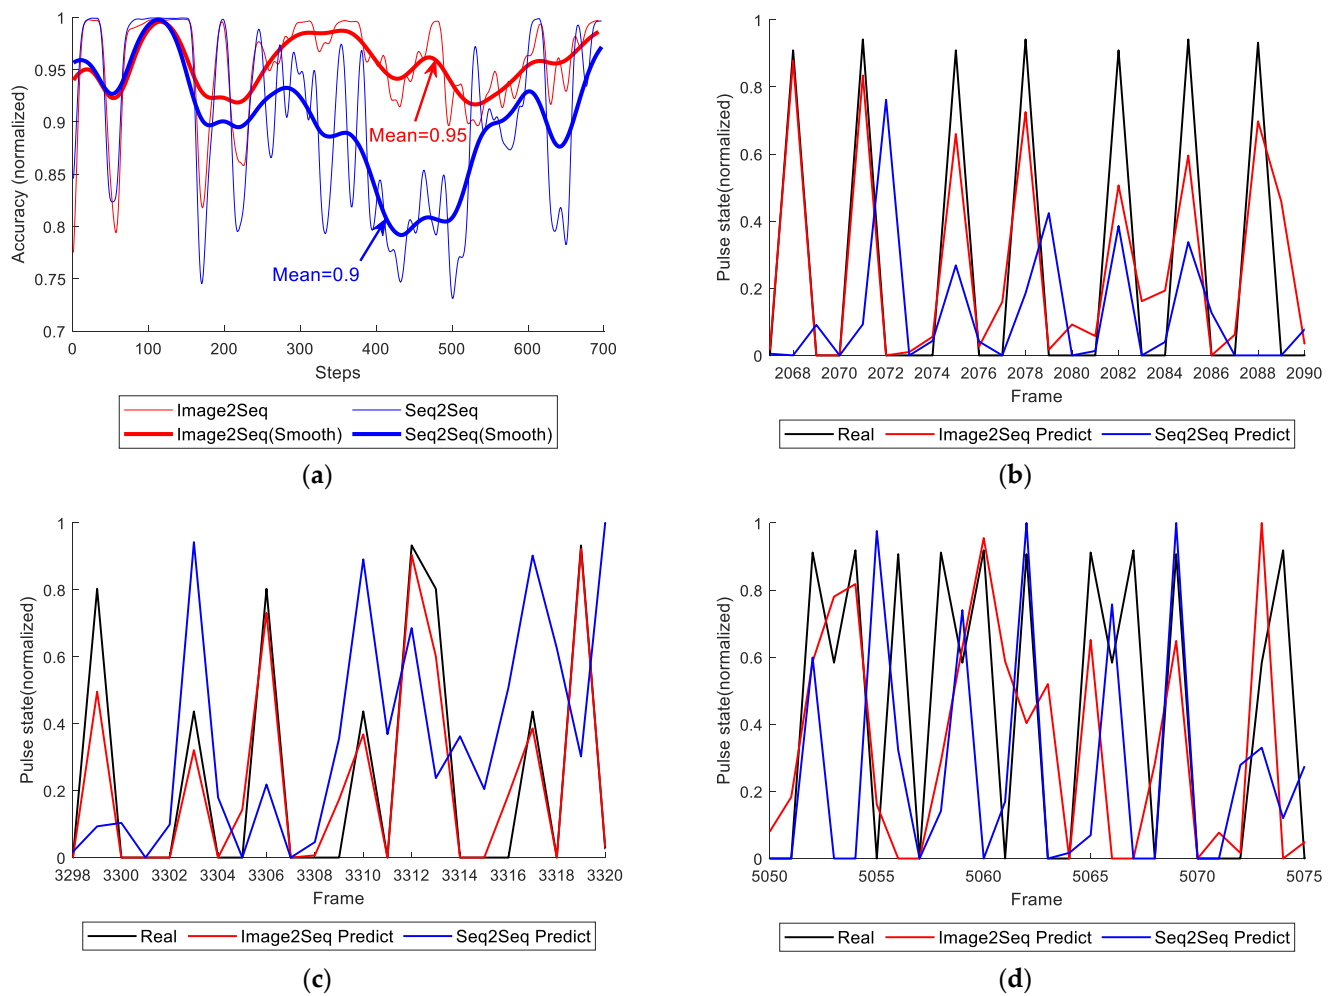 1
0.95
0.9
0.85
0.8
0.75
0.7
Accuracy (normalized)
Mean=0.95
Mean=0.9
0 100 200 300 400 500 600 700
Steps
Image2Seq Seq2Seq
Image2Seq(Smooth) Seq2Seq(Smooth)
(a)
1
0.8
0.6
0.4
0.2
0
Pulse state(normalized)
2068 2070 2072 2074 2076 2078 2080 2082 2084 2086 2088 2090
Frame
Real Image2Seq Predict Seq2Seq Predict
(b)
1
0.8
0.6
0.4
0.2
0
Pulse state(normalized)
3298 3300 3302 3304 3306 3308 3310 3312 3314 3316 3318 3320
Frame
Real Image2Seq Predict Seq2Seq Predict
(c)
1
0.8
0.6
0.4
0.2
0
Pulse state(normalized)
5050 5055 5060 5065 5070 5075
Frame
Real Image2Seq Predict Seq2Seq Predict
(d)